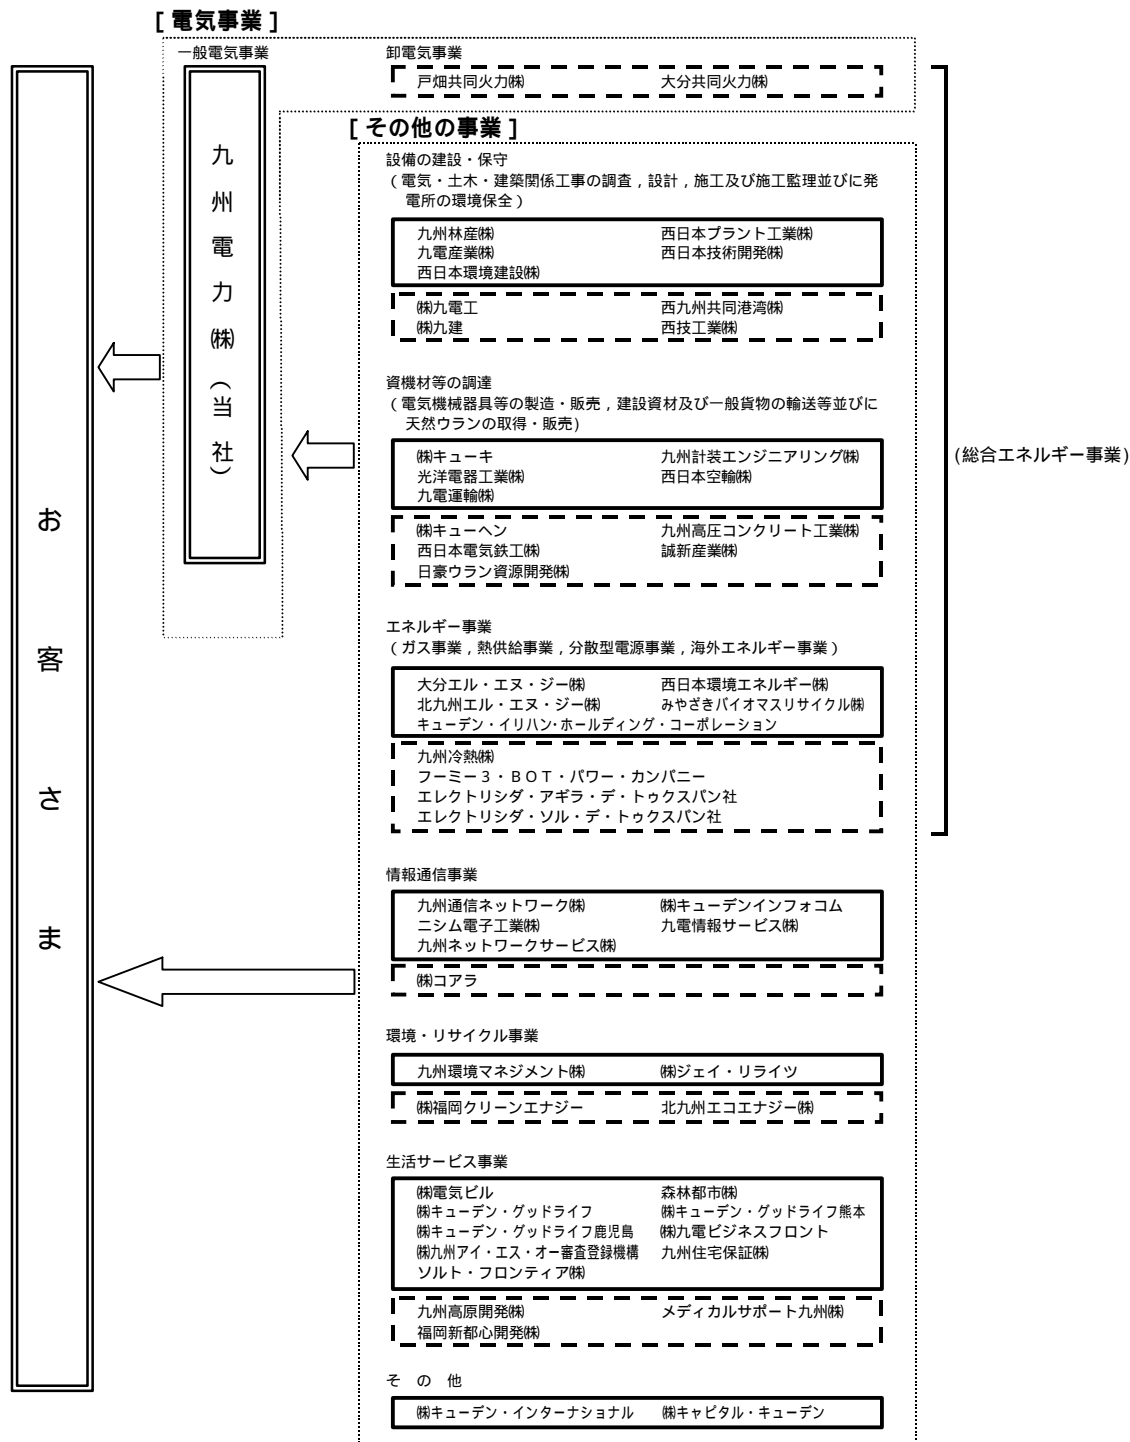 [ 電気事業 ]
一般電気事業
卸電気事業
戸畑共同火力㈱　大分共同火力㈱
お客さま
九州電力㈱（当社）
[ その他の事業 ]
設備の建設・保守
（電気・土木・建築関係工事の調査，設計，施工及び施工監理並びに発
電所の環境保全）
九州林産㈱　西日本プラント工業㈱
九電産業㈱　西日本技術開発㈱
西日本環境建設㈱
㈱九電工　西九州共同港湾㈱
㈱九建　西技工業㈱
資機材等の調達
（電気機械器具等の製造・販売，建設資材及び一般貨物の輸送等並びに
天然ウランの取得・販売)
㈱キューキ　九州計装エンジニアリング㈱
光洋電器工業㈱　西日本空輸㈱
九電運輸㈱
(総合エネルギー事業)
㈱キューヘン　九州高圧コンクリート工業㈱
西日本電気鉄工㈱　誠新産業㈱
日豪ウラン資源開発㈱
エネルギー事業
（ガス事業，熱供給事業，分散型電源事業，海外エネルギー事業）
大分エル・エヌ・ジー㈱　西日本環境エネルギー㈱
北九州エル・エヌ・ジー㈱　みやざきバイオマスリサイクル㈱
キューデン・イリハン・ホールディング・コーポレーション
九州冷熱㈱
フーミー３・ＢＯＴ・パワー・カンパニー
エレクトリシダ・アギラ・デ・トゥクスパン社
エレクトリシダ・ソル・デ・トゥクスパン社
情報通信事業
九州通信ネットワーク㈱　㈱キューデンインフォコム
ニシム電子工業㈱　九電情報サービス㈱
九州ネットワークサービス㈱
㈱コアラ
環境・リサイクル事業
九州環境マネジメント㈱　㈱ジェイ・リライツ
㈱福岡クリーンエナジー　北九州エコエナジー㈱
生活サービス事業
㈱電気ビル　森林都市㈱
㈱キューデン・グッドライフ　㈱キューデン・グッドライフ熊本
㈱キューデン・グッドライフ鹿児島　㈱九電ビジネスフロント
㈱九州アイ・エス・オー審査登録機構　九州住宅保証㈱
ソルト・フロンティア㈱
九州高原開発㈱　メディカルサポート九州㈱
福岡新都心開発㈱
そ　の　他
㈱キューデン・インターナショナル　㈱キャピタル・キューデン